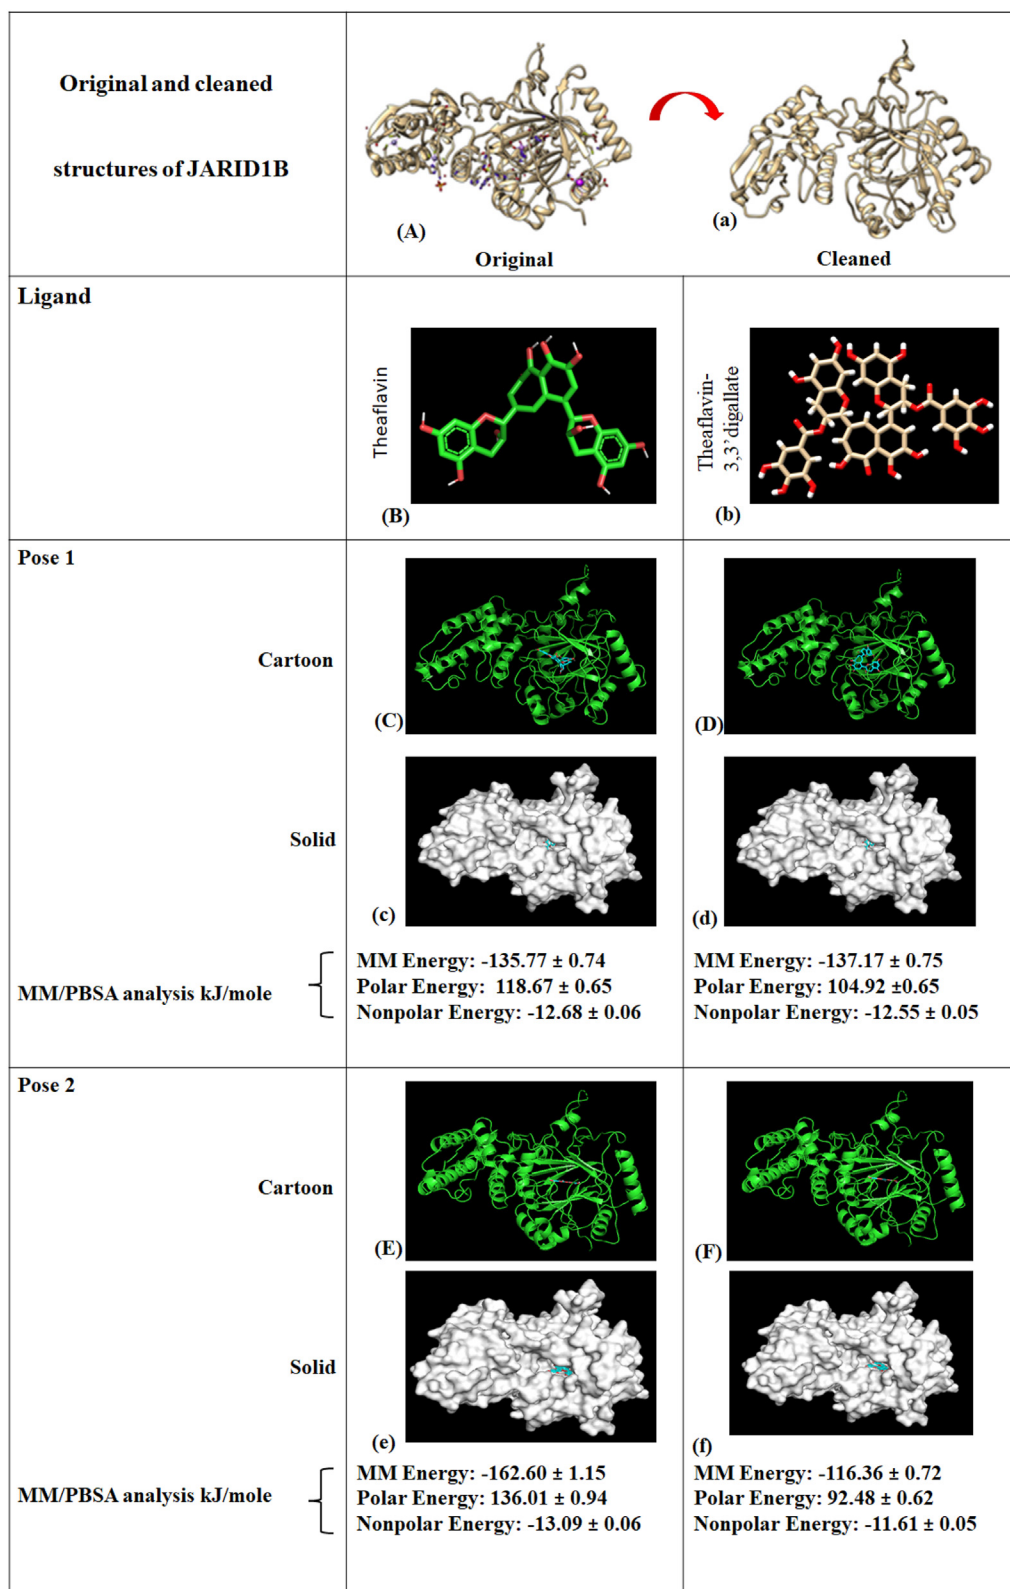 Original and cleaned
structures of JARID1B
(A)
(a)
Original
Cleaned
Ligand
Theaflavin
(B)
Theaflavin-
3,3' digallate
(b)
Pose 1
Cartoon
(C)
(D)
Solid
(c)
(d)
MM/PBSA analysis kJ/mole
MM Energy: -135.77 ± 0.74
Polar Energy: 118.67 ± 0.65
Nonpolar Energy: -12.68 ± 0.06
MM Energy: -137.17 ± 0.75
Polar Energy: 104.92 ±0.65
Nonpolar Energy: -12.55 ± 0.05
Pose 2
Cartoon
(E)
(F)
Solid
(e)
(f)
MM/PBSA analysis kJ/mole
MM Energy: -162.60 ± 1.15
Polar Energy: 136.01 ± 0.94
Nonpolar Energy: -13.09 ± 0.06
MM Energy: -116.36 ± 0.72
Polar Energy: 92.48 ± 0.62
Nonpolar Energy: -11.61 ± 0.05